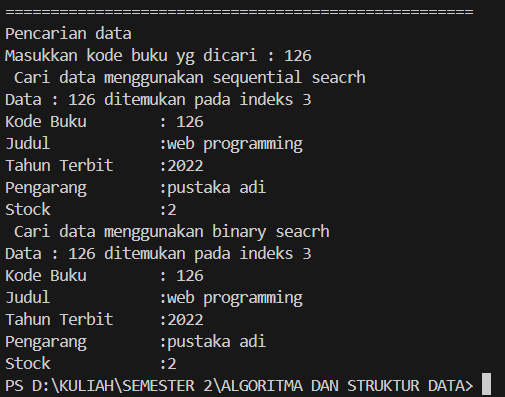 ====================================================
Pencarian data
Masukkan kode buku yg dicari : 126
 Cari data menggunakan sequential seacrh
Data : 126 ditemukan pada indeks 3
Kode Buku        : 126
Judul            :web programming
Tahun Terbit     :2022
Pengarang        :pustaka adi
Stock            :2
 Cari data menggunakan binary seacrh
Data : 126 ditemukan pada indeks 3
Kode Buku        : 126
Judul            :web programming
Tahun Terbit     :2022
Pengarang        :pustaka adi
Stock            :2
PS D:\KULIAH\SEMESTER 2\ALGORITMA DAN STRUKTUR DATA>